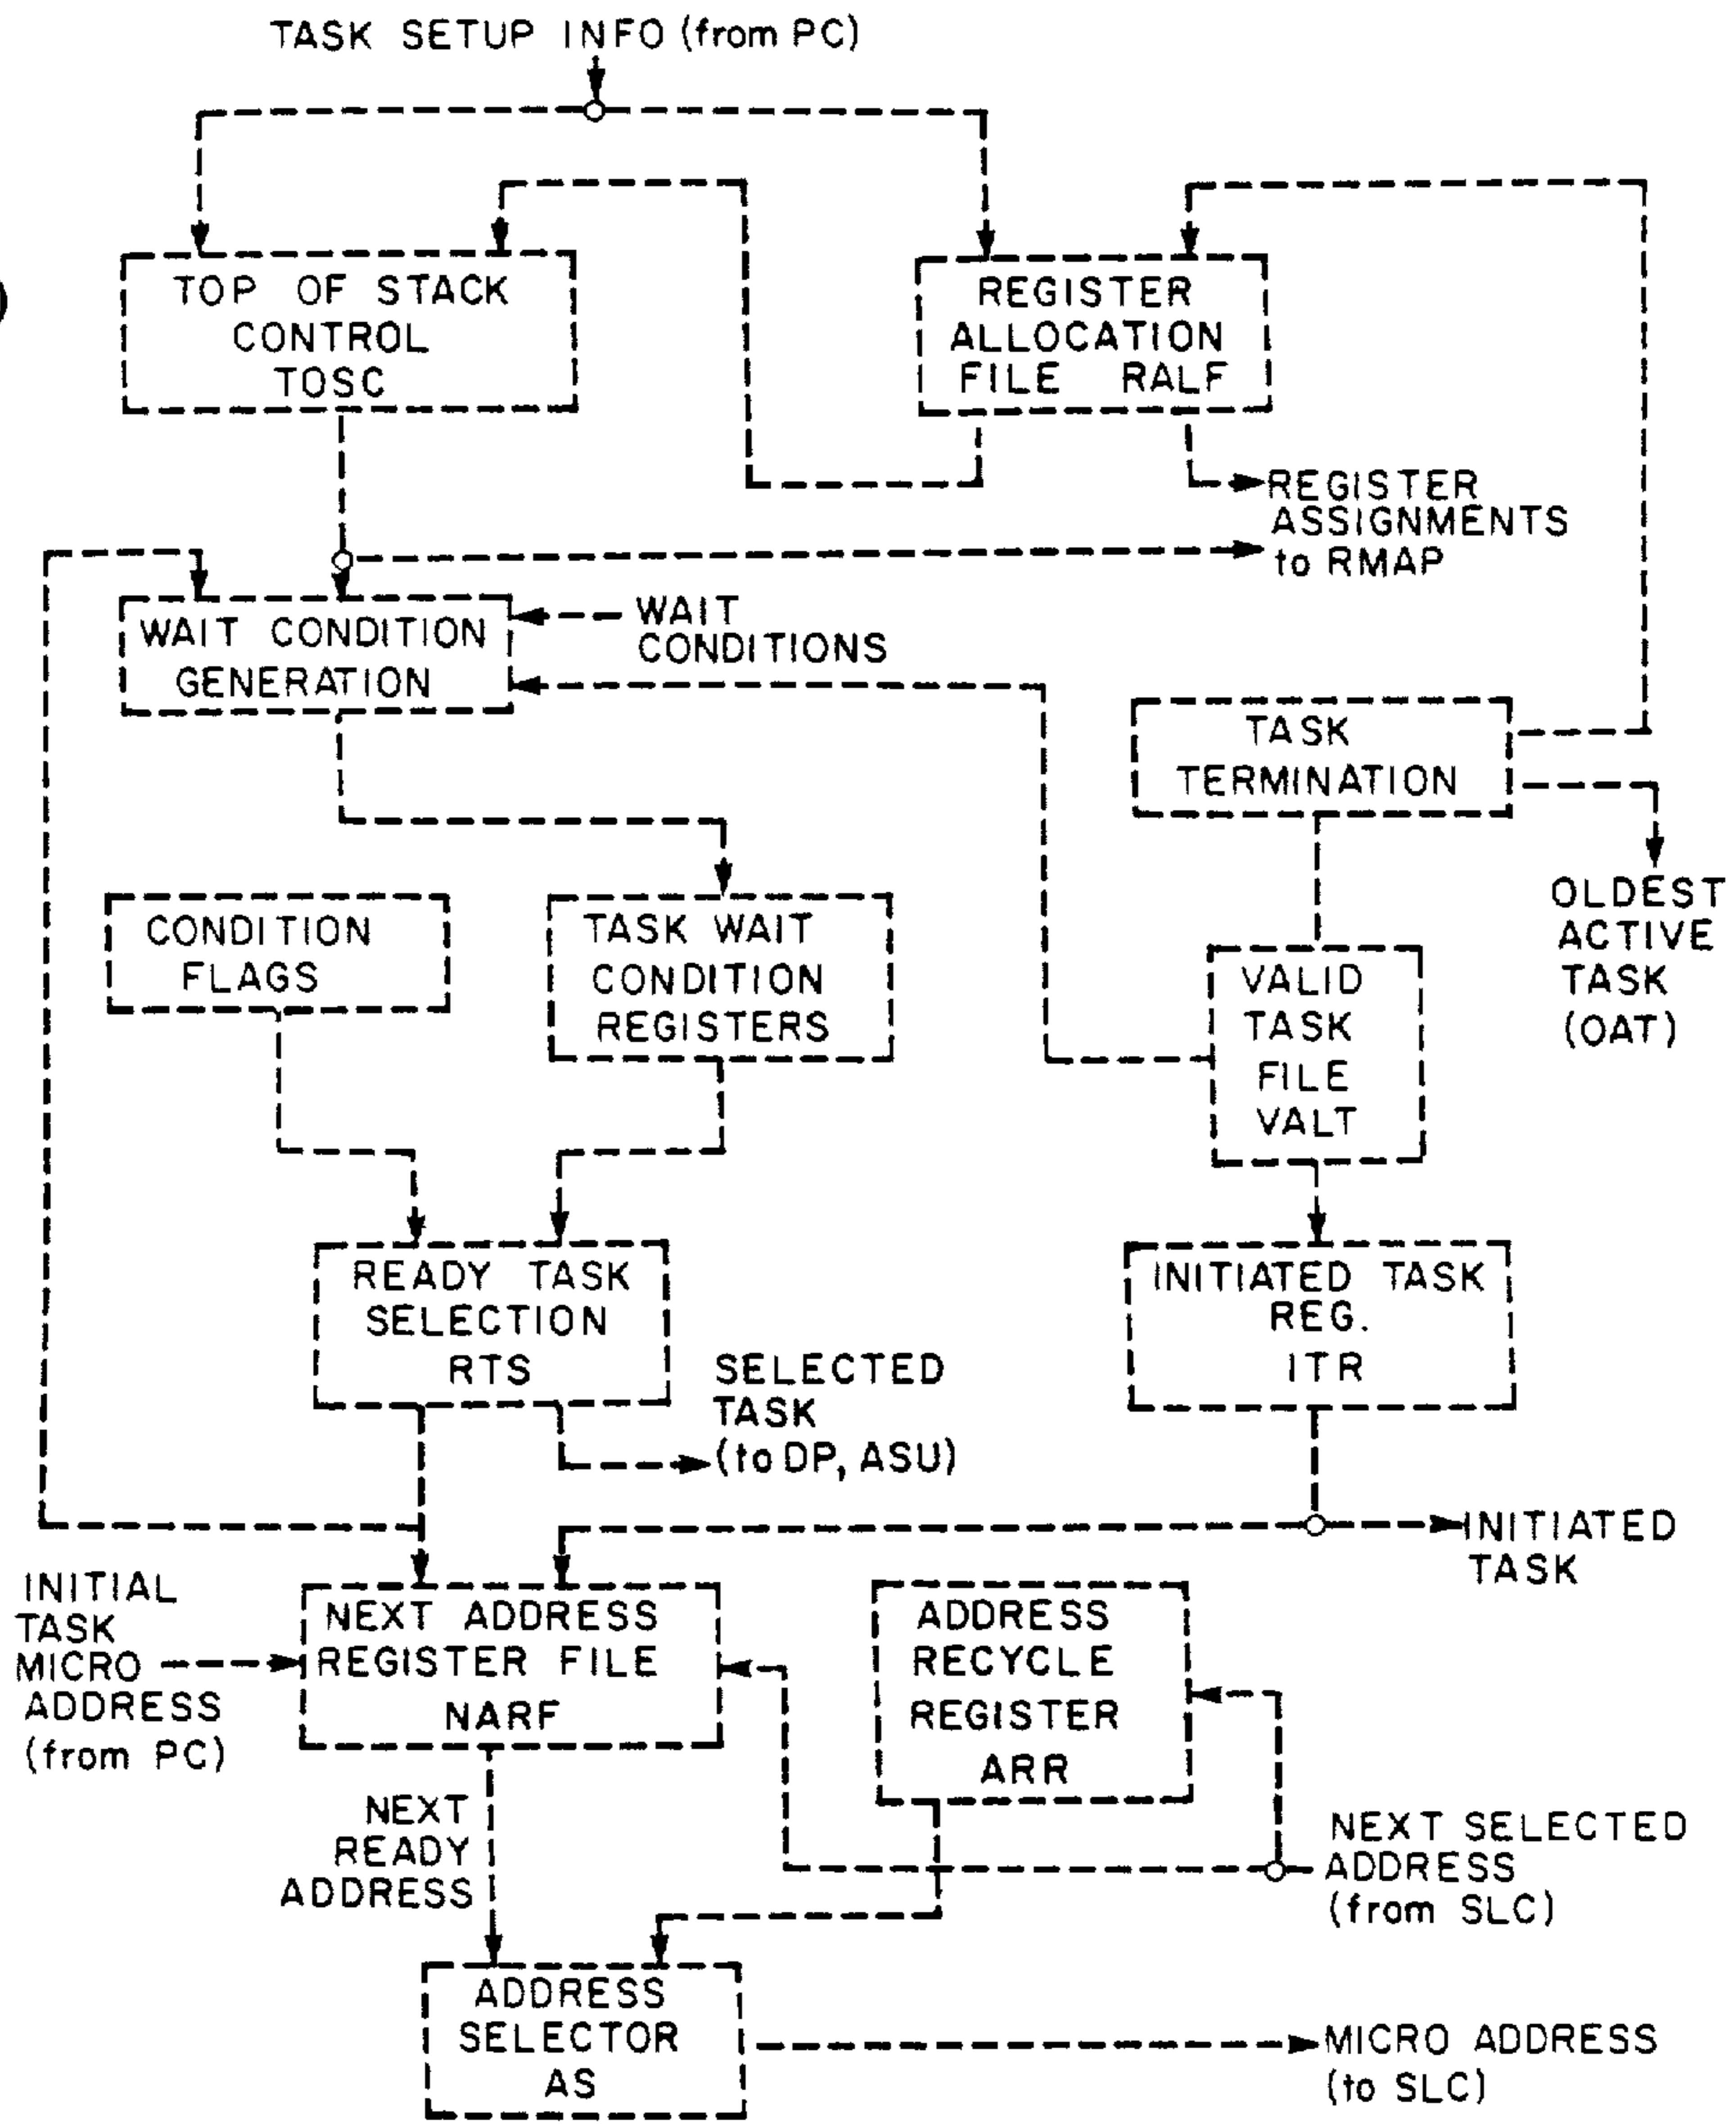 TASK SETUP INFO (from PC)
TOP OF STACK
CONTROL
TOSC
REGISTER
ALLOCATION
FILE RALF
REGISTER
ASSIGNMENTS
to RMAP
WAIT CONDITION
GENERATION
WAIT
CONDITIONS
TASK
TERMINATION
OLDEST
ACTIVE
TASK
(OAT)
CONDITION
FLAGS
TASK WAIT
CONDITION
REGISTERS
VALID
TASK
FILE
VALT
READY TASK
SELECTION
RTS
SELECTED
TASK
(to DP, ASU)
INITIATED TASK
REG.
ITR
INITIATED
TASK
INITIAL
TASK
MICRO
ADDRESS
(from PC)
NEXT ADDRESS
REGISTER FILE
NARF
ADDRESS
RECYCLE
REGISTER
ARR
NEXT
READY
ADDRESS
NEXT SELECTED
ADDRESS
(from SLC)
ADDRESS
SELECTOR
AS
MICRO ADDRESS
(to SLC)